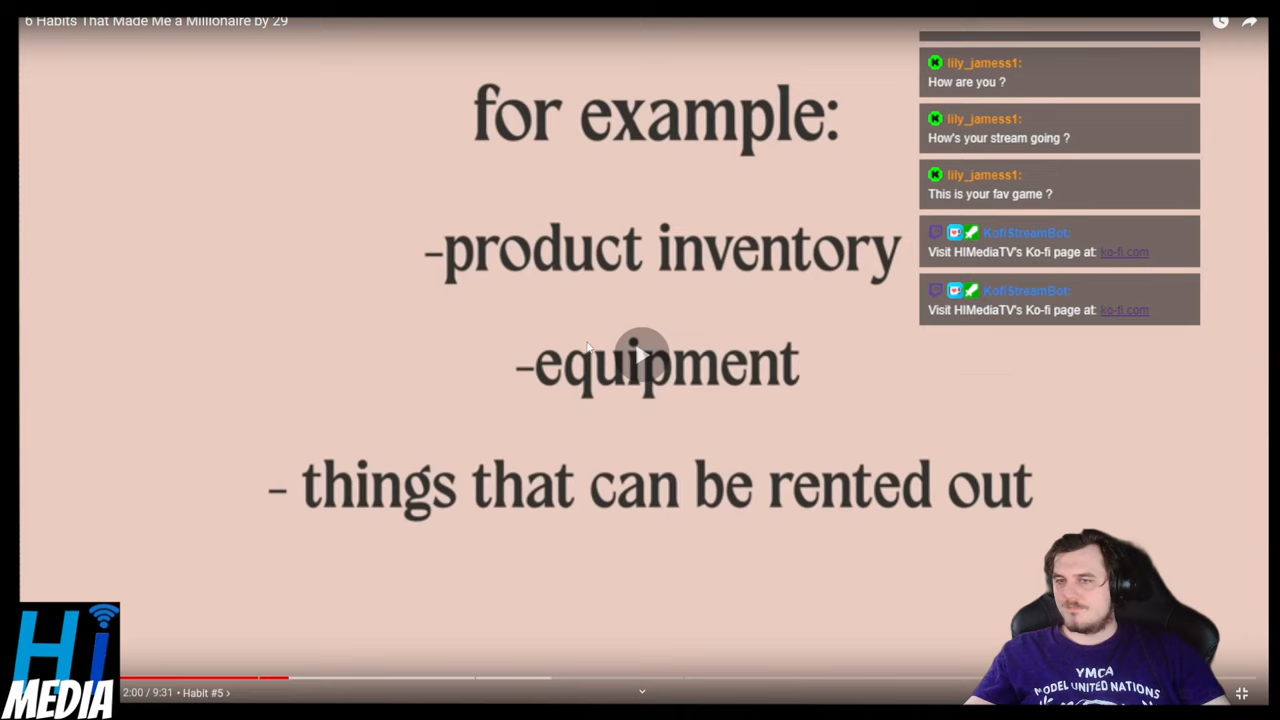 6 Habits That Made Me a Millionaire by 29
for example:
-product inventory
-equipment
- things that can be rented out
lily_jamess1:
How are you ?
lily_jamess1:
How's your stream going ?
lily_jamess1:
This is your fav game ?
KofiStreamBot:
Visit HIMediaTV's Ko-fi page at: ko-fi.com
KofiStreamBot:
Visit HIMediaTV's Ko-fi page at: ko-fi.com
YMCA
MODEL UNITED NATIONS
Hi
MEDIA
2:00 / 9:31 • Habit #5 ›